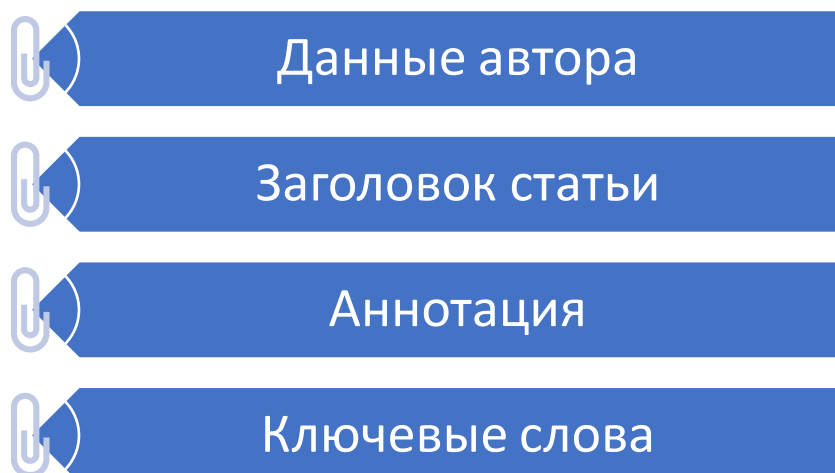 Данные автора
Заголовок статьи
Аннотация
Ключевые слова